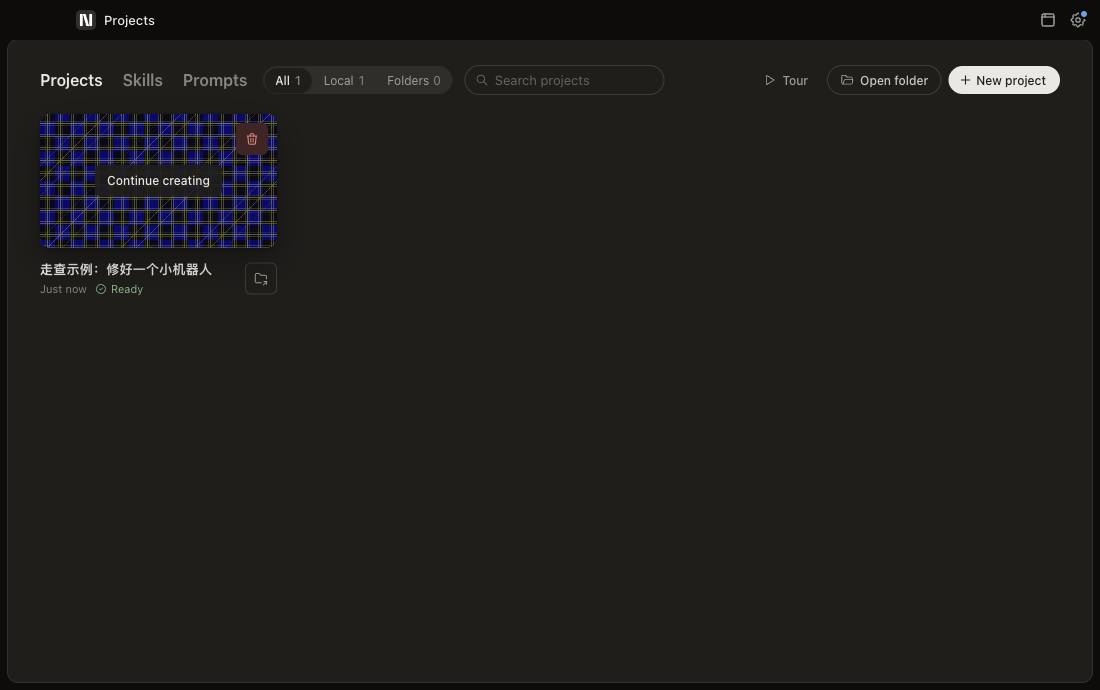 N Projects
Projects Skills Prompts All 1 Local 1 Folders 0 Search projects Tour Open folder + New project
Continue creating
走查示例：修好一个小机器人
Just now Ready